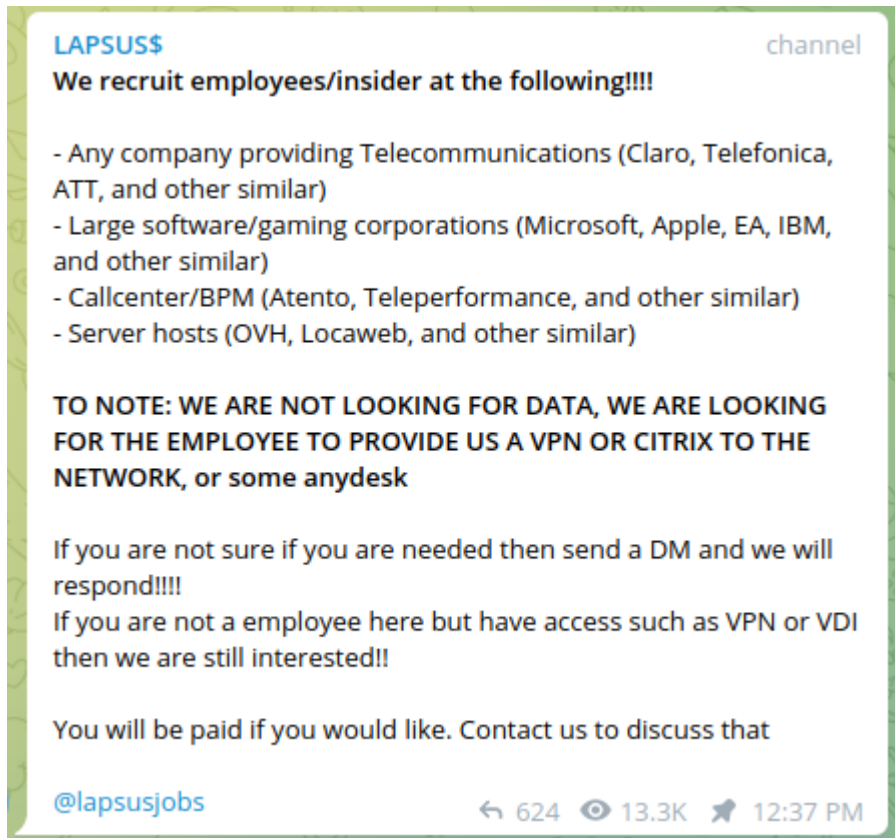 LAPSUS$ channel
We recruit employees/insider at the following!!!!
- Any company providing Telecommunications (Claro, Telefonica,
ATT, and other similar)
- Large software/gaming corporations (Microsoft, Apple, EA, IBM,
and other similar)
- Callcenter/BPM (Atento, Teleperformance, and other similar)
- Server hosts (OVH, Locaweb, and other similar)
TO NOTE: WE ARE NOT LOOKING FOR DATA, WE ARE LOOKING
FOR THE EMPLOYEE TO PROVIDE US A VPN OR CITRIX TO THE
NETWORK, or some anydesk
If you are not sure if you are needed then send a DM and we will
respond!!!!
If you are not a employee here but have access such as VPN or VDI
then we are still interested!!
You will be paid if you would like. Contact us to discuss that
@lapsusjobs 624 13.3K 12:37 PM